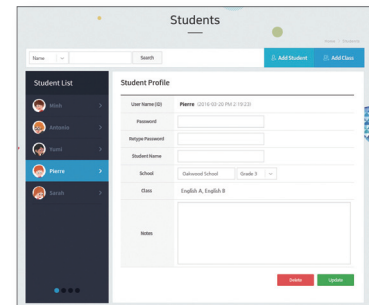 Students
Home > Students
Name
Search
Add Student
Add Class
Student List
Minh
Antonio
Yumi
Pierre
Sarah
Student Profile
User Name (ID)
Pierre (2016-03-29 PM 2:19:23)
Password
Retype Password
Student Name
School
Oakwood School
Grade 3
Class
English A, English B
Notes
Delete
Update